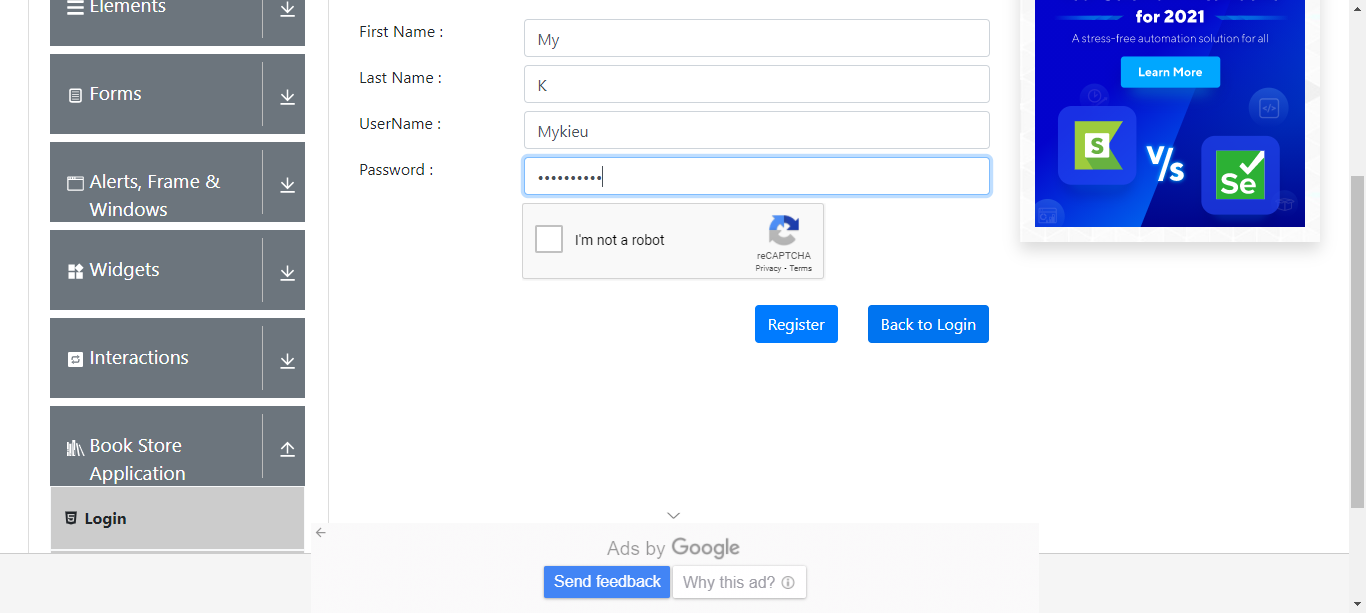 Elements
Forms
Alerts, Frame &
Windows
Widgets
Interactions
Book Store
Application
Login
First Name :
My
Last Name :
K
UserName :
Mykieu
Password :
••••••••••
I'm not a robot
reCAPTCHA
Privacy - Terms
Register
Back to Login
for 2021
A stress-free automation solution for all
Learn More
S
V/s
Se
Ads by Google
Send feedback
Why this ad?